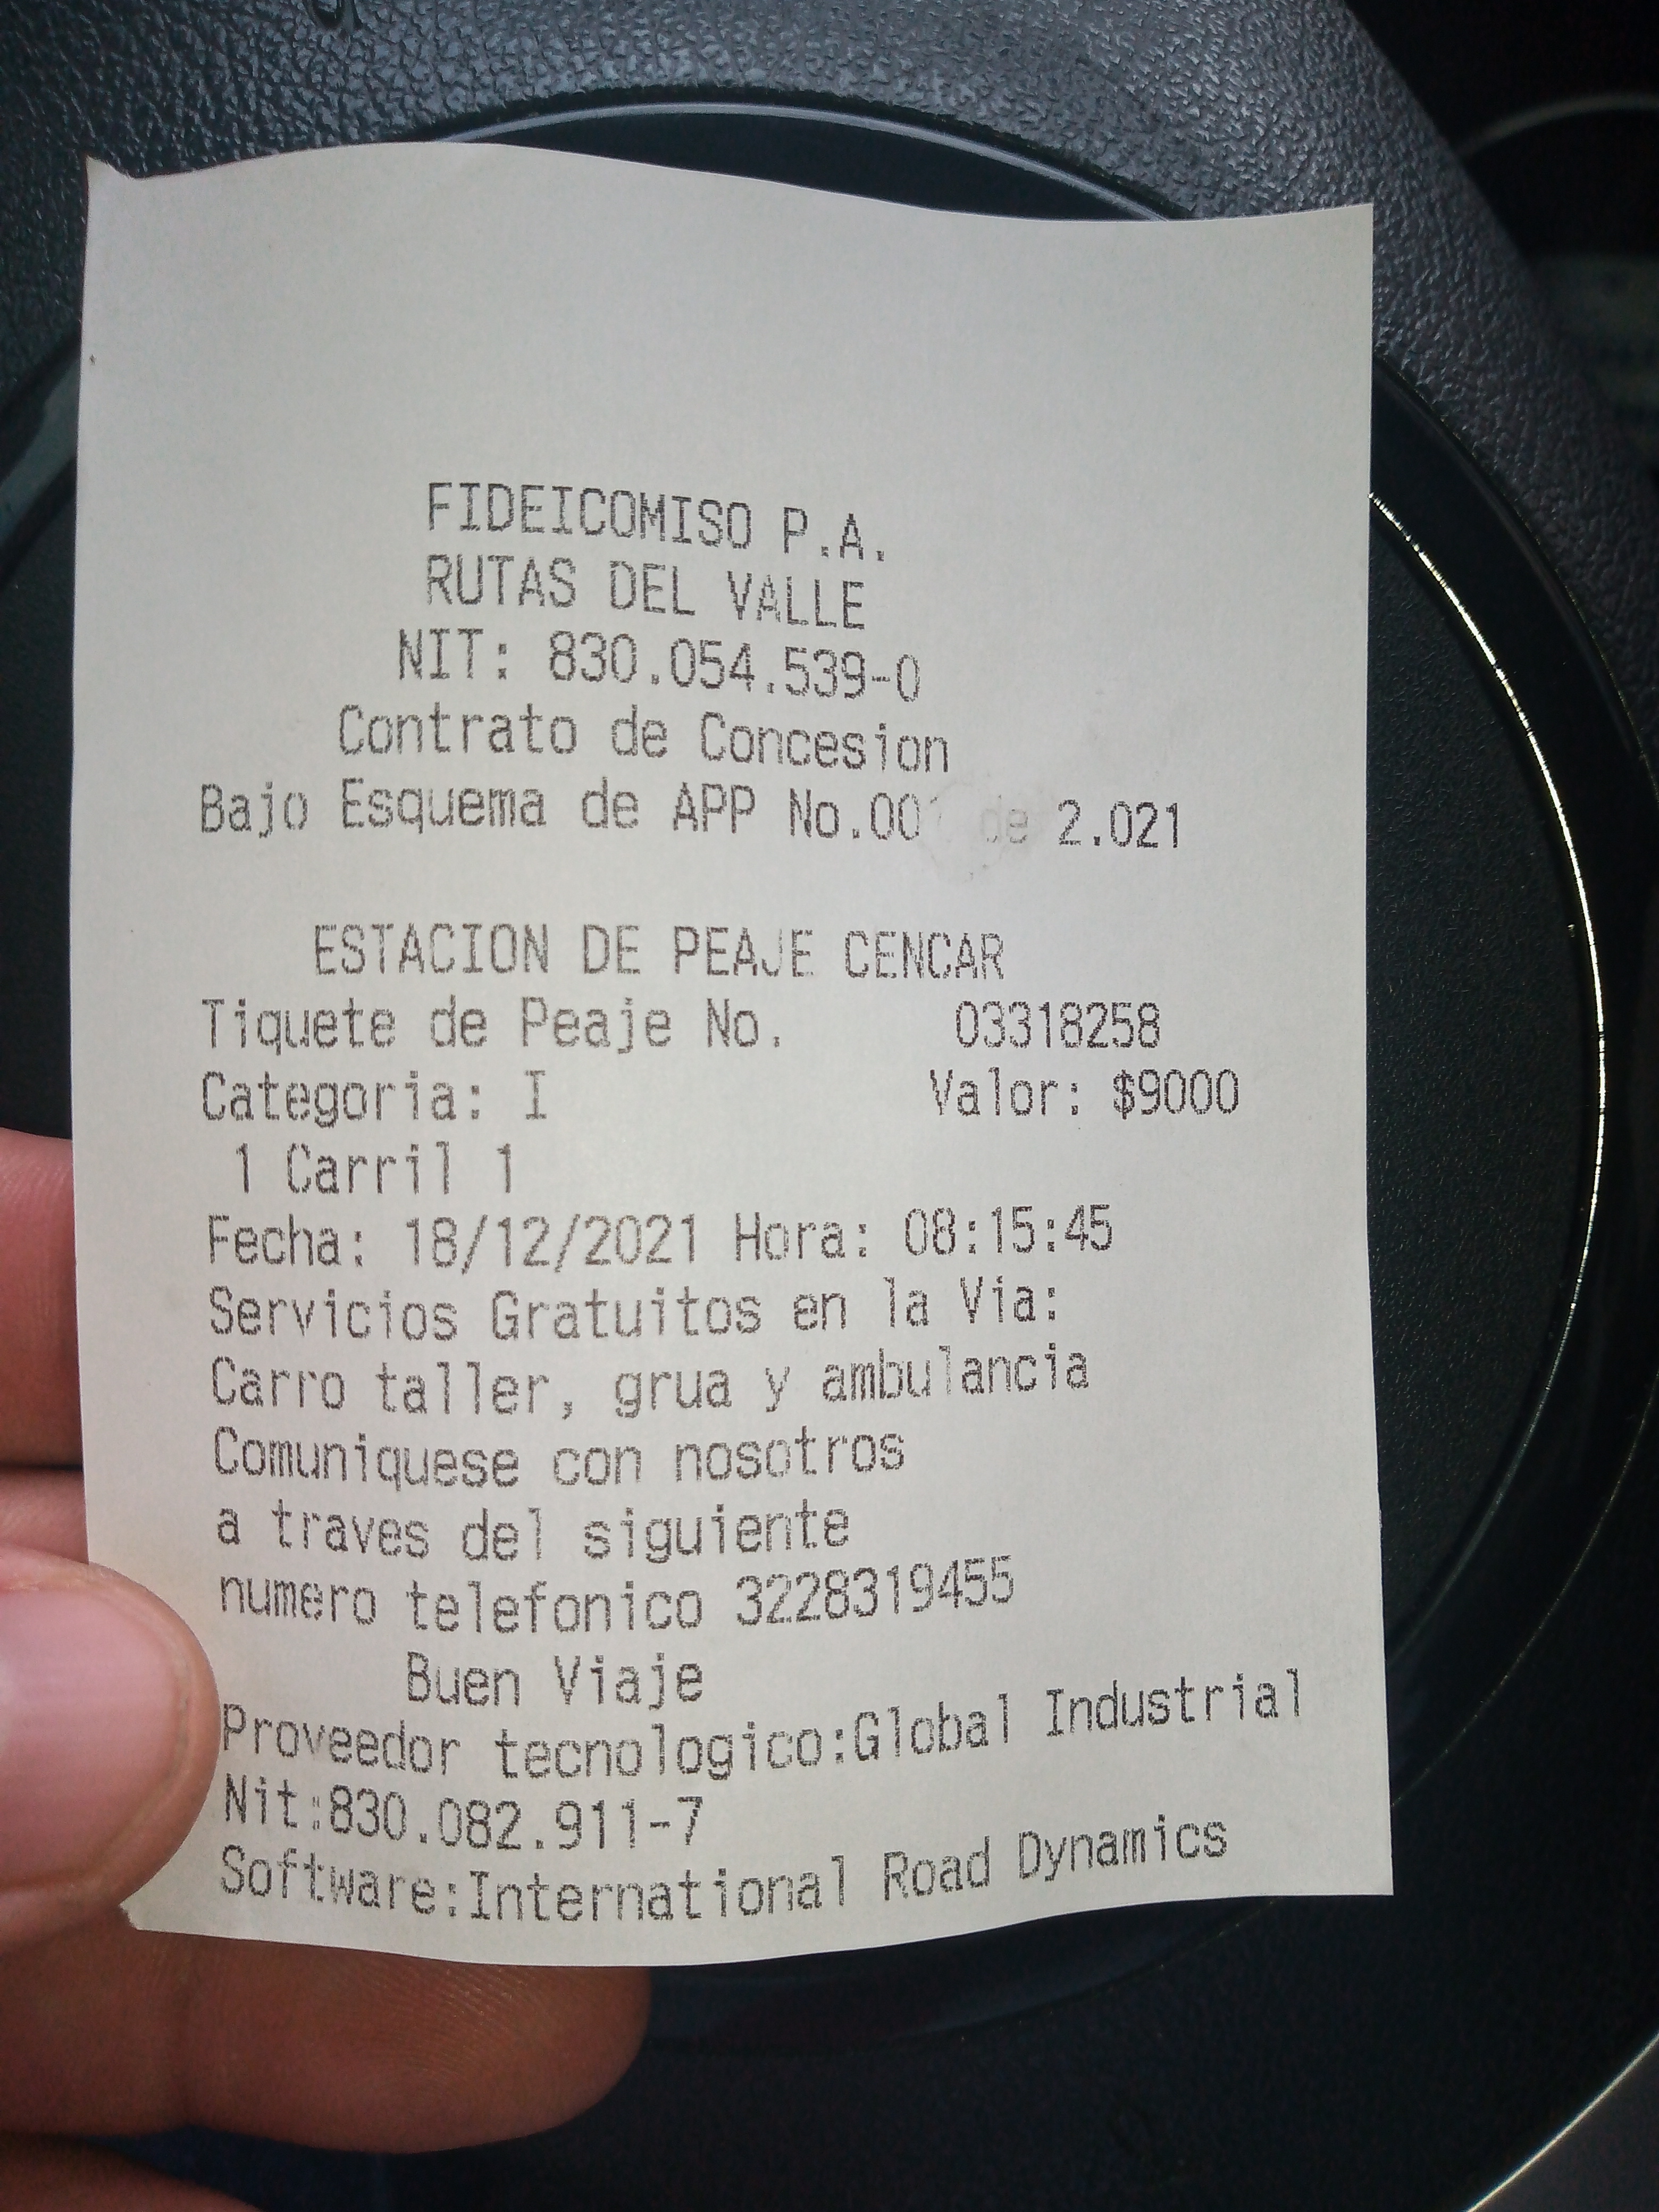 FIDEICOMISO P.A.
RUTAS DEL VALLE
NIT: 830.054.539-0
Contrato de Concesion
Bajo Esquema de APP de 2.021
ESTACION DE PEAJE CENCAR
Tiquete de Peaje No. 03318258
Categoria: I Valor: $9000
1 Carril 1
Fecha: 18/12/2021 Hora: 08:15:45
Servicios Gratuitos en la Via:
Carro taller, grua y ambulancia
Comuniquese con nosotros
a traves del siguiente
numero telefonico 3228319455
Buen Viaje
Proveedor tecnologico:Global Industrial
Nit:830.082.911-7
Software:International Road Dynamics